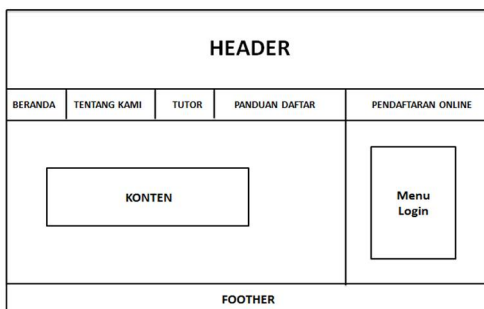 HEADER
BERANDA TENTANG KAMI TUTOR PANDUAN DAFTAR PENDAFTARAN ONLINE
KONTEN
Menu
Login
FOOTHER